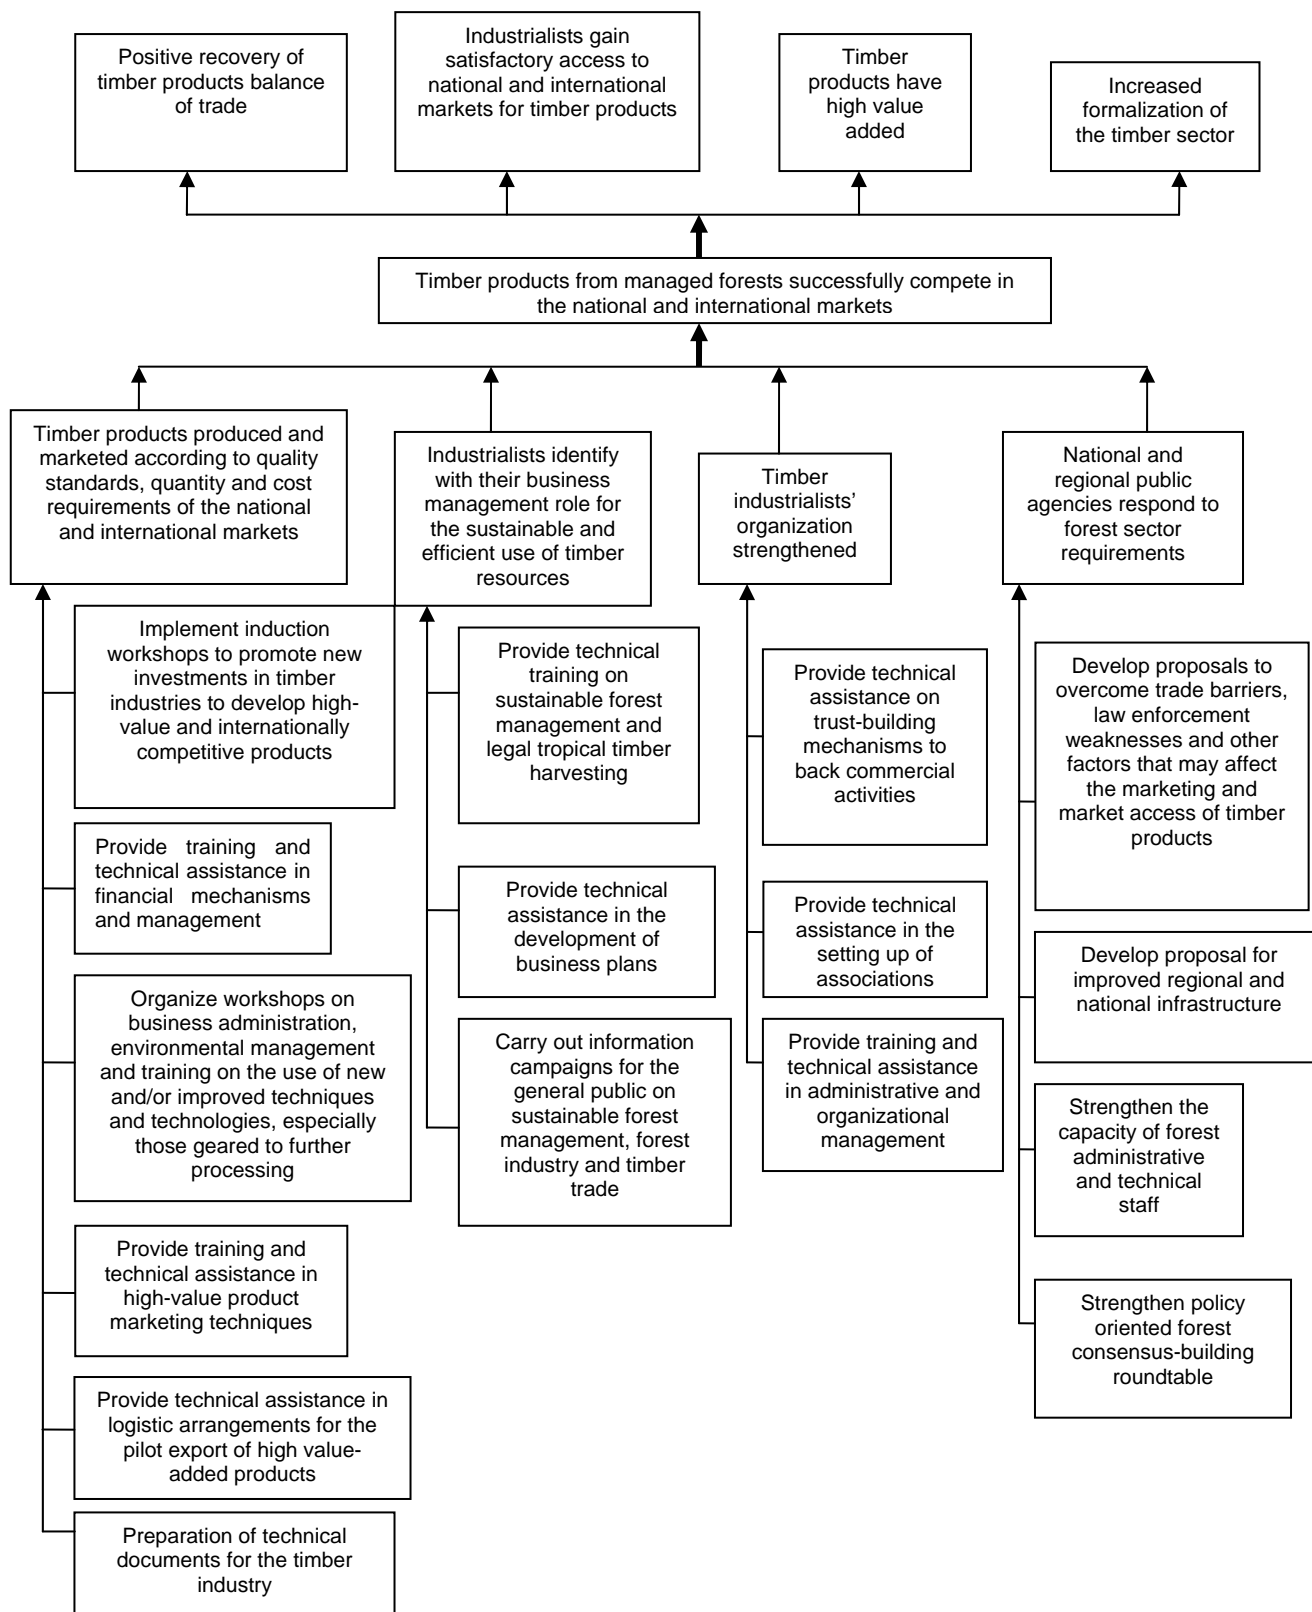 Positive recovery of
timber products balance
of trade
Industrialists gain
satisfactory access to
national and international
markets for timber products
Timber
products have
high value
added
Increased
formalization of
the timber sector
Timber products from managed forests successfully compete in
the national and international markets
Timber products produced and
marketed according to quality
standards, quantity and cost
requirements of the national
and international markets
Industrialists identify
with their business
management role for
the sustainable and
efficient use of timber
resources
Timber
industrialists’
organization
strengthened
National and
regional public
agencies respond to
forest sector
requirements
Implement induction
workshops to promote new
investments in timber
industries to develop high-
value and internationally
competitive products
Provide training and
technical assistance in
financial mechanisms
and management
Organize workshops on
business administration,
environmental management
and training on the use of new
and/or improved techniques
and technologies, especially
those geared to further
processing
Provide training and
technical assistance in
high-value product
marketing techniques
Provide technical assistance in
logistic arrangements for the
pilot export of high value-
added products
Preparation of technical
documents for the timber
industry
Provide technical
training on
sustainable forest
management and
legal tropical timber
harvesting
Provide technical
assistance in the
development of
business plans
Carry out information
campaigns for the
general public on
sustainable forest
management, forest
industry and timber
trade
Provide technical
assistance on
trust-building
mechanisms to
back commercial
activities
Provide technical
assistance in the
setting up of
associations
Provide training and
technical assistance
in administrative and
organizational
management
Develop proposals to
overcome trade barriers,
law enforcement
weaknesses and other
factors that may affect
the marketing and
market access of timber
products
Develop proposal for
improved regional and
national infrastructure
Strengthen the
capacity of forest
administrative
and technical
staff
Strengthen policy
oriented forest
consensus-building
roundtable